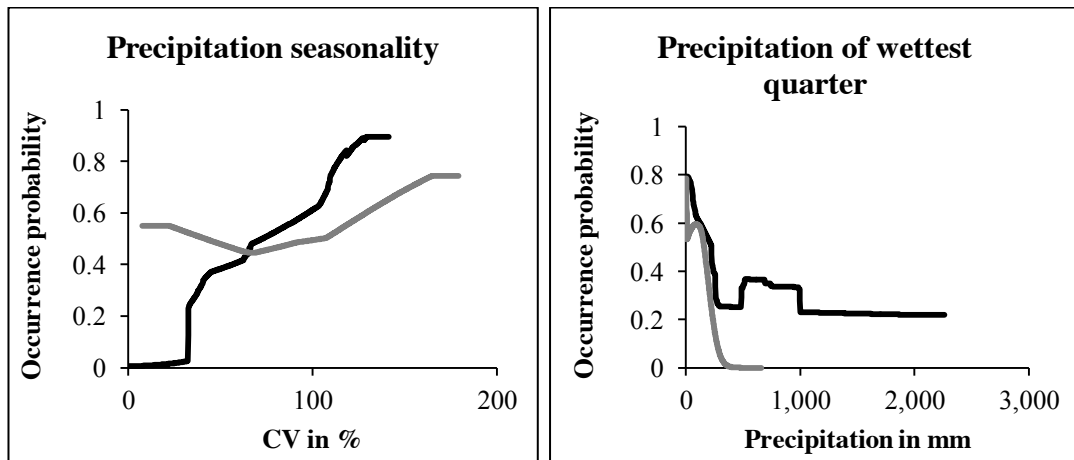 Precipitation seasonality
Occurrence probability
1
0.8
0.6
0.4
0.2
0
0
100
200
CV in %
Precipitation of wettest
quarter
Occurrence probability
1
0.8
0.6
0.4
0.2
0
0
1,000
2,000
3,000
Precipitation in mm